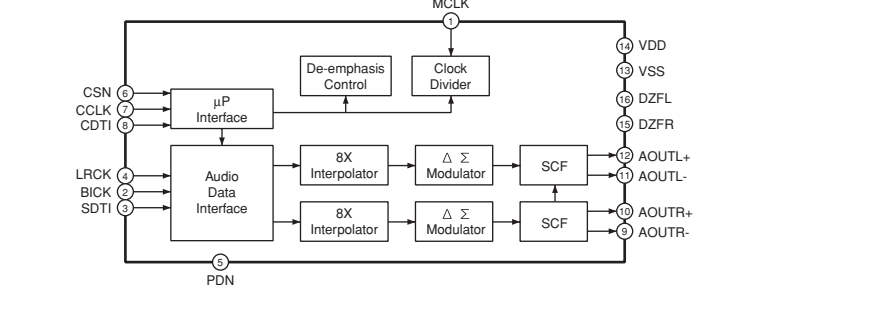 MCLK
1
14 VDD
13 VSS
16 DZFL
15 DZFR
De-emphasis
Control
Clock
Divider
CSN 6
CCLK 7
CDTI 8
μP
Interface
LRCK 4
BICK 2
SDTI 3
Audio
Data
Interface
8X
Interpolator
Δ Σ
Modulator
SCF
12 AOUTL+
11 AOUTL-
8X
Interpolator
Δ Σ
Modulator
SCF
10 AOUTR+
9 AOUTR-
5
PDN